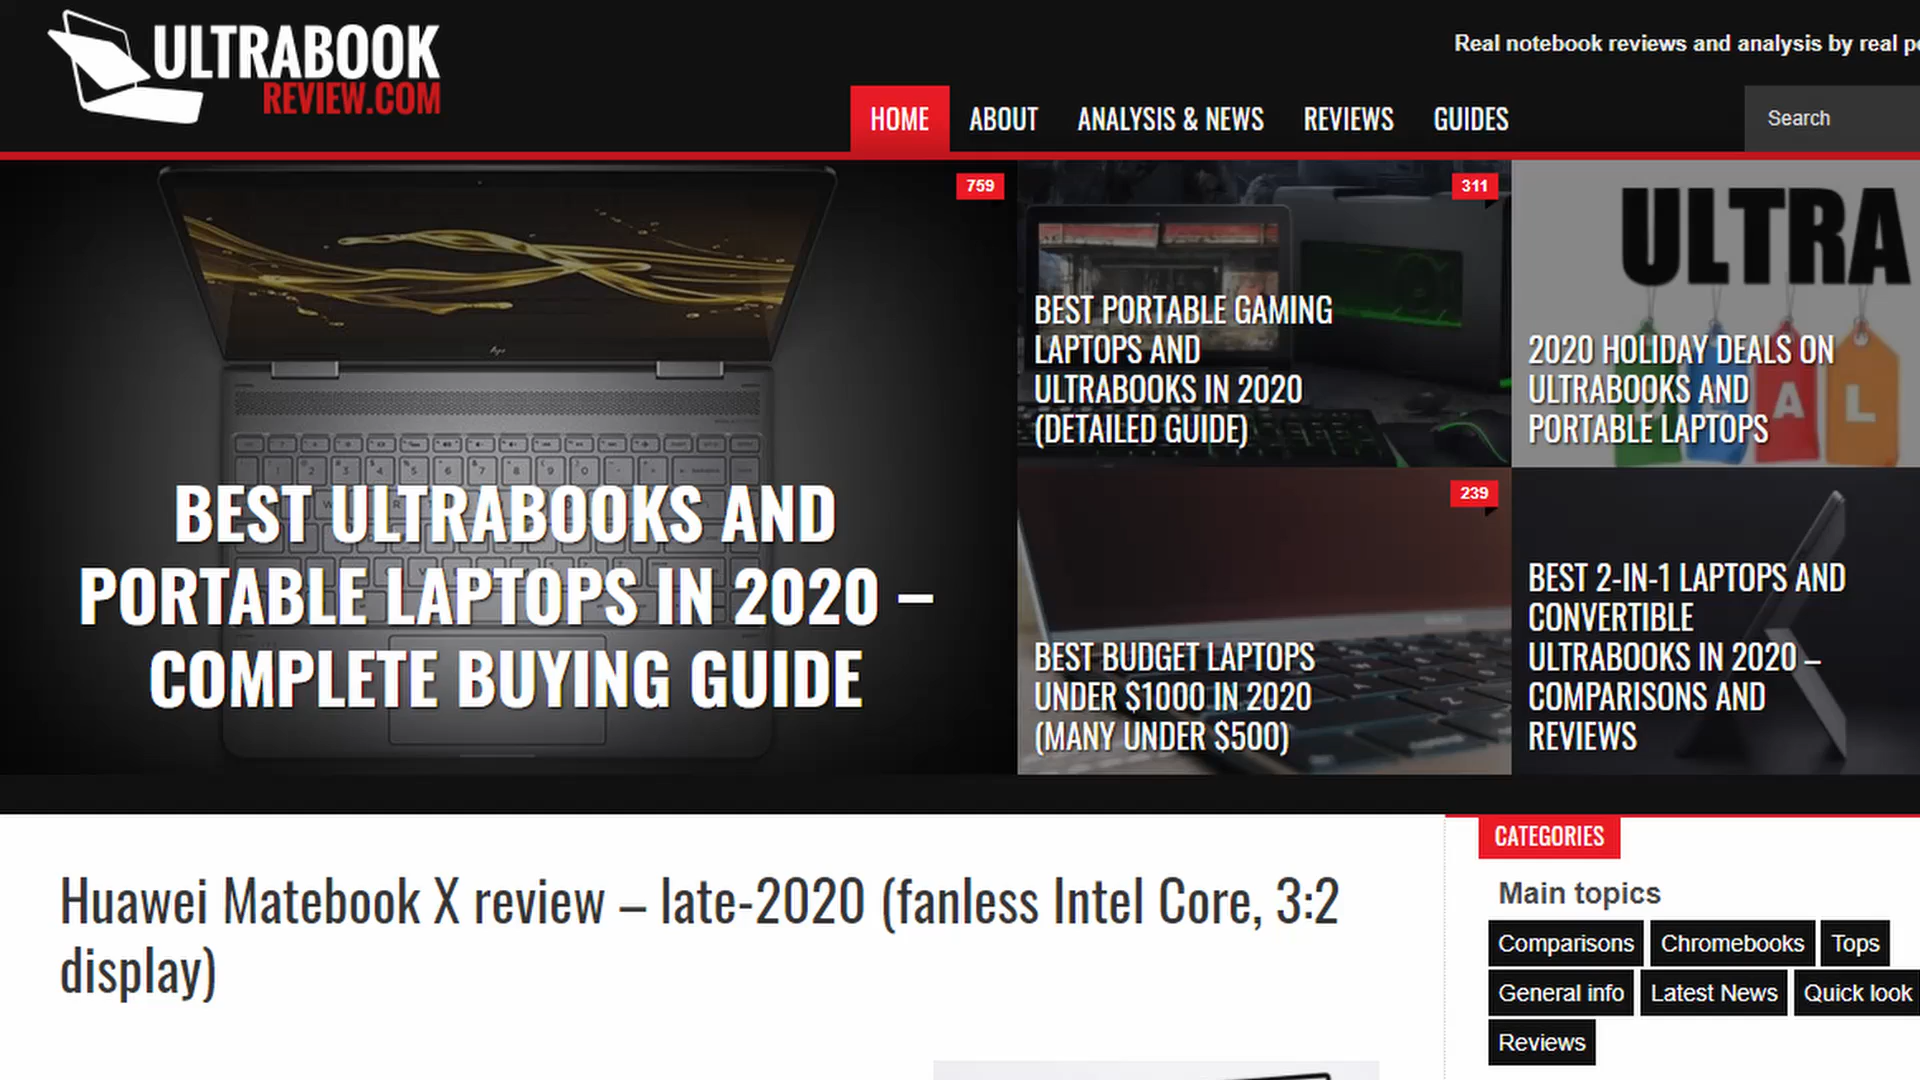 ULTRABOOK
REVIEW.COM
Real notebook reviews and analysis by real
HOME ABOUT ANALYSIS & NEWS REVIEWS GUIDES
Search
759
BEST ULTRABOOKS AND
PORTABLE LAPTOPS IN 2020 –
COMPLETE BUYING GUIDE
311
BEST PORTABLE GAMING
LAPTOPS AND
ULTRABOOKS IN 2020
(DETAILED GUIDE)
ULTRA
DEAL
2020 HOLIDAY DEALS ON
ULTRABOOKS AND
PORTABLE LAPTOPS
239
BEST BUDGET LAPTOPS
UNDER $1000 IN 2020
(MANY UNDER $500)
BEST 2-IN-1 LAPTOPS AND
CONVERTIBLE
ULTRABOOKS IN 2020 –
COMPARISONS AND
REVIEWS
Huawei Matebook X review – late-2020 (fanless Intel Core, 3:2
display)
CATEGORIES
Main topics
Comparisons Chromebooks Tops
General info Latest News Quick look
Reviews